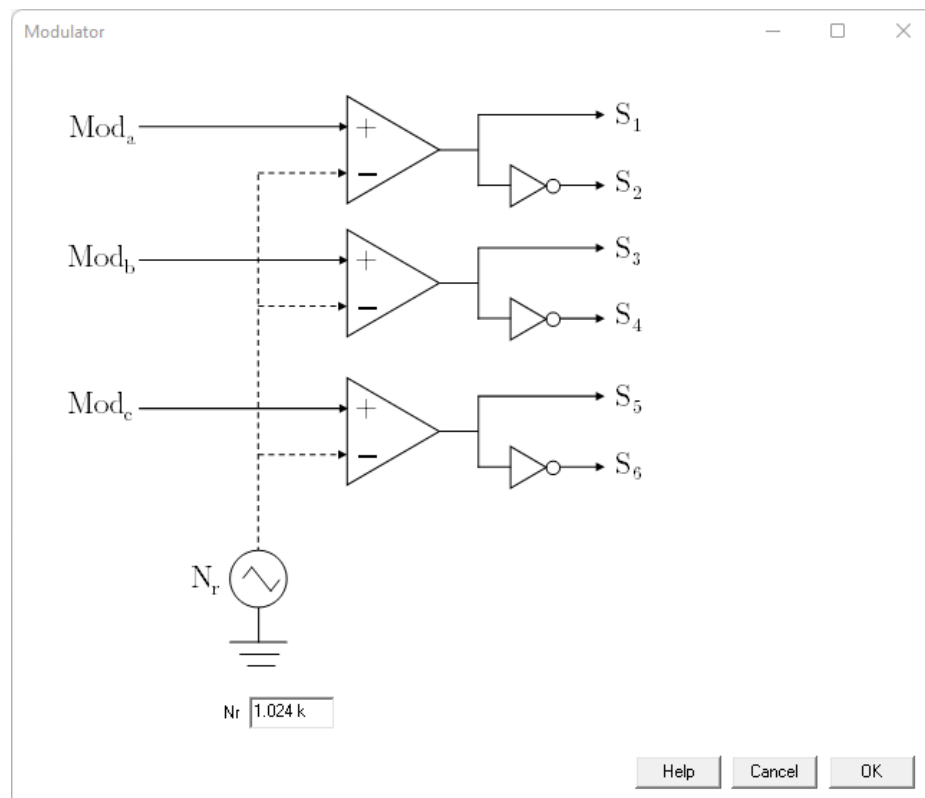 Modulator
Mod_a
+
−
S_1
S_2
Mod_b
+
−
S_3
S_4
Mod_c
+
−
S_5
S_6
N_r
Nr 1.024 k
Help Cancel OK